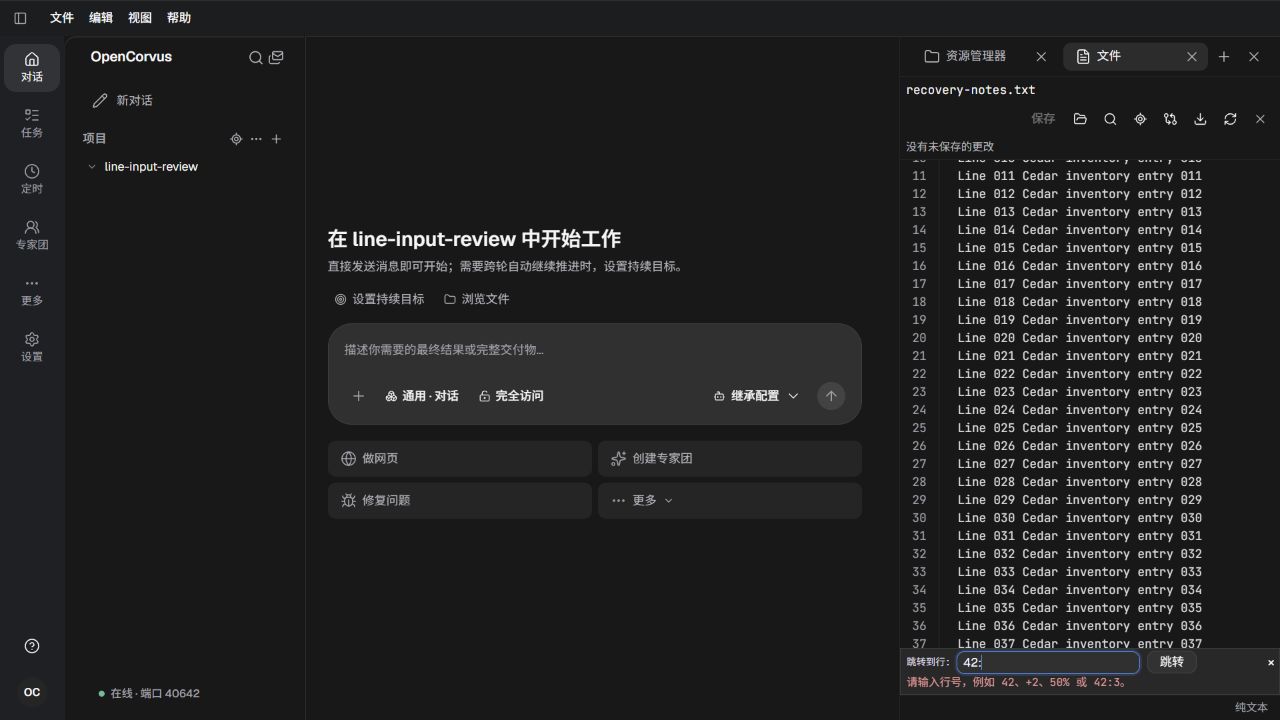 文件 编辑 视图 帮助
对话
任务
定时
专家团
更多
设置
OC
OpenCorvus
新对话
项目
line-input-review
在线 · 端口 40642
在 line-input-review 中开始工作
直接发送消息即可开始；需要跨轮自动继续推进时，设置持续目标。
设置持续目标 浏览文件
描述你需要的最终结果或完整交付物...
通用 · 对话 完全访问 继承配置
做网页 创建专家团
修复问题 更多
资源管理器 文件
recovery-notes.txt
保存
没有未保存的更改
10 Line 010 Cedar inventory entry 010
11 Line 011 Cedar inventory entry 011
12 Line 012 Cedar inventory entry 012
13 Line 013 Cedar inventory entry 013
14 Line 014 Cedar inventory entry 014
15 Line 015 Cedar inventory entry 015
16 Line 016 Cedar inventory entry 016
17 Line 017 Cedar inventory entry 017
18 Line 018 Cedar inventory entry 018
19 Line 019 Cedar inventory entry 019
20 Line 020 Cedar inventory entry 020
21 Line 021 Cedar inventory entry 021
22 Line 022 Cedar inventory entry 022
23 Line 023 Cedar inventory entry 023
24 Line 024 Cedar inventory entry 024
25 Line 025 Cedar inventory entry 025
26 Line 026 Cedar inventory entry 026
27 Line 027 Cedar inventory entry 027
28 Line 028 Cedar inventory entry 028
29 Line 029 Cedar inventory entry 029
30 Line 030 Cedar inventory entry 030
31 Line 031 Cedar inventory entry 031
32 Line 032 Cedar inventory entry 032
33 Line 033 Cedar inventory entry 033
34 Line 034 Cedar inventory entry 034
35 Line 035 Cedar inventory entry 035
36 Line 036 Cedar inventory entry 036
37 Line 037 Cedar inventory entry 037
跳转到行: 42: 跳转
请输入行号，例如 42、+2、50% 或 42:3。
纯文本